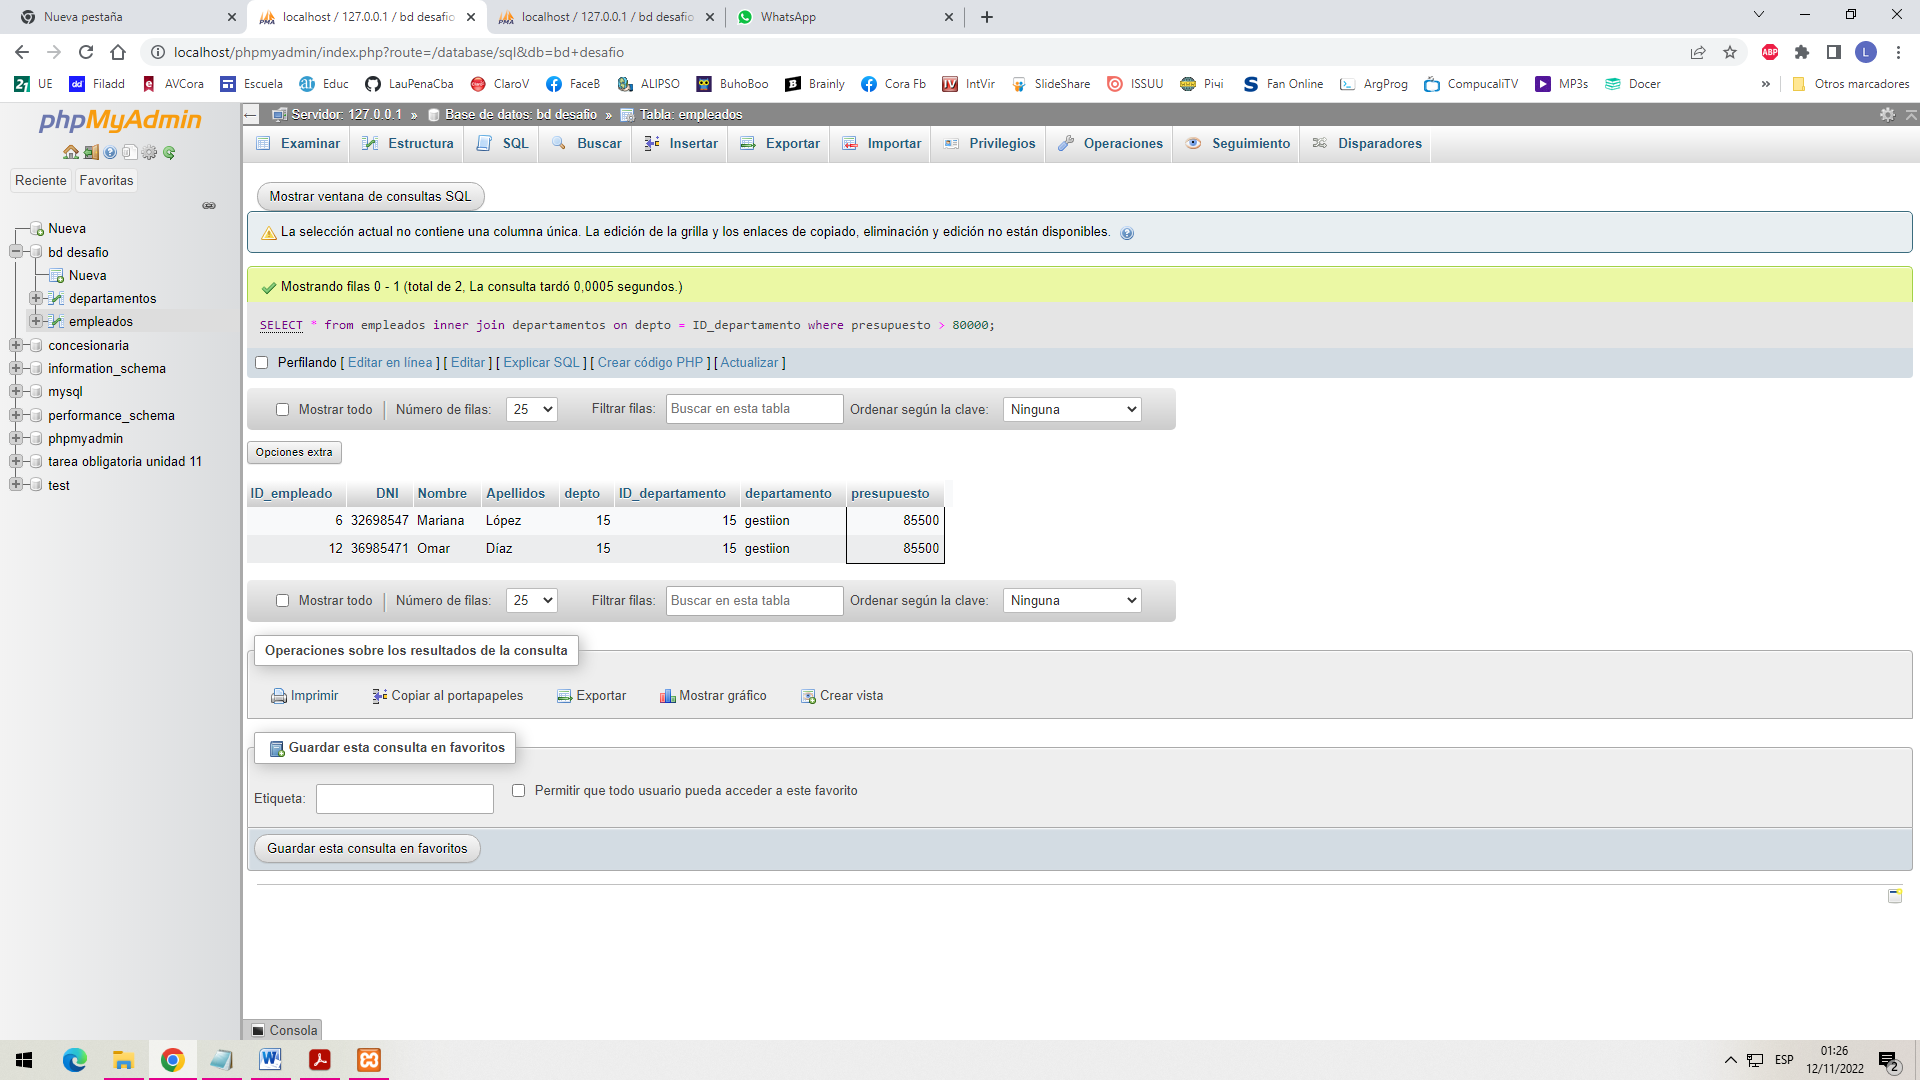 Nueva pestaña
localhost / 127.0.0.1 / bd desafio
localhost / 127.0.0.1 / bd desafio
WhatsApp
localhost/phpmyadmin/index.php?route=/database/sql&db=bd+desafio
ABP
L
UE
Filadd
AVCora
Escuela
Educ
LauPenaCba
ClaroV
FaceB
ALIPSO
BuhoBoo
Brainly
Cora Fb
IntVir
SlideShare
ISSUU
Piui
Fan Online
ArgProg
CompucaliTV
MP3s
Docer
»
Otros marcadores
phpMyAdmin
Reciente
Favoritas
Nueva
bd desafio
Nueva
departamentos
empleados
concesionaria
information_schema
mysql
performance_schema
phpmyadmin
tarea obligatoria unidad 11
test
Servidor: 127.0.0.1 » Base de datos: bd desafio » Tabla: empleados
Examinar
Estructura
SQL
Buscar
Insertar
Exportar
Importar
Privilegios
Operaciones
Seguimiento
Disparadores
Mostrar ventana de consultas SQL
La selección actual no contiene una columna única. La edición de la grilla y los enlaces de copiado, eliminación y edición no están disponibles.
Mostrando filas 0 - 1 (total de 2, La consulta tardó 0,0005 segundos.)
SELECT * from empleados inner join departamentos on depto = ID_departamento where presupuesto > 80000;
Perfilando [ Editar en línea ] [ Editar ] [ Explicar SQL ] [ Crear código PHP ] [ Actualizar ]
Mostrar todo | Número de filas: 25 Filtrar filas: Buscar en esta tabla Ordenar según la clave: Ninguna
Opciones extra
ID_empleado DNI Nombre Apellidos depto ID_departamento departamento presupuesto
6 32698547 Mariana López 15 15 gestiion 85500
12 36985471 Omar Díaz 15 15 gestiion 85500
Mostrar todo | Número de filas: 25 Filtrar filas: Buscar en esta tabla Ordenar según la clave: Ninguna
Operaciones sobre los resultados de la consulta
Imprimir
Copiar al portapapeles
Exportar
Mostrar gráfico
Crear vista
Guardar esta consulta en favoritos
Etiqueta:
Permitir que todo usuario pueda acceder a este favorito
Guardar esta consulta en favoritos
Consola
ESP
01:26
12/11/2022
2